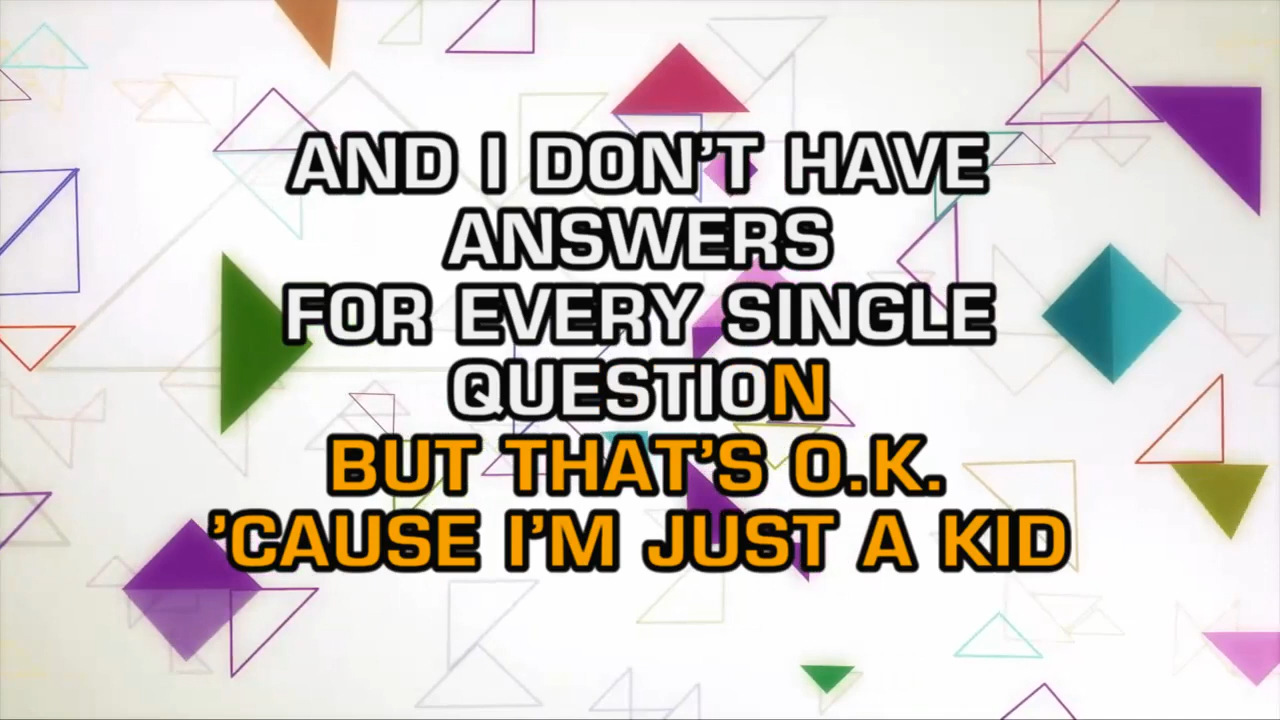 AND I DON'T HAVE
ANSWERS
FOR EVERY SINGLE
QUESTION
BUT THAT'S O.K.
'CAUSE I'M JUST A KID